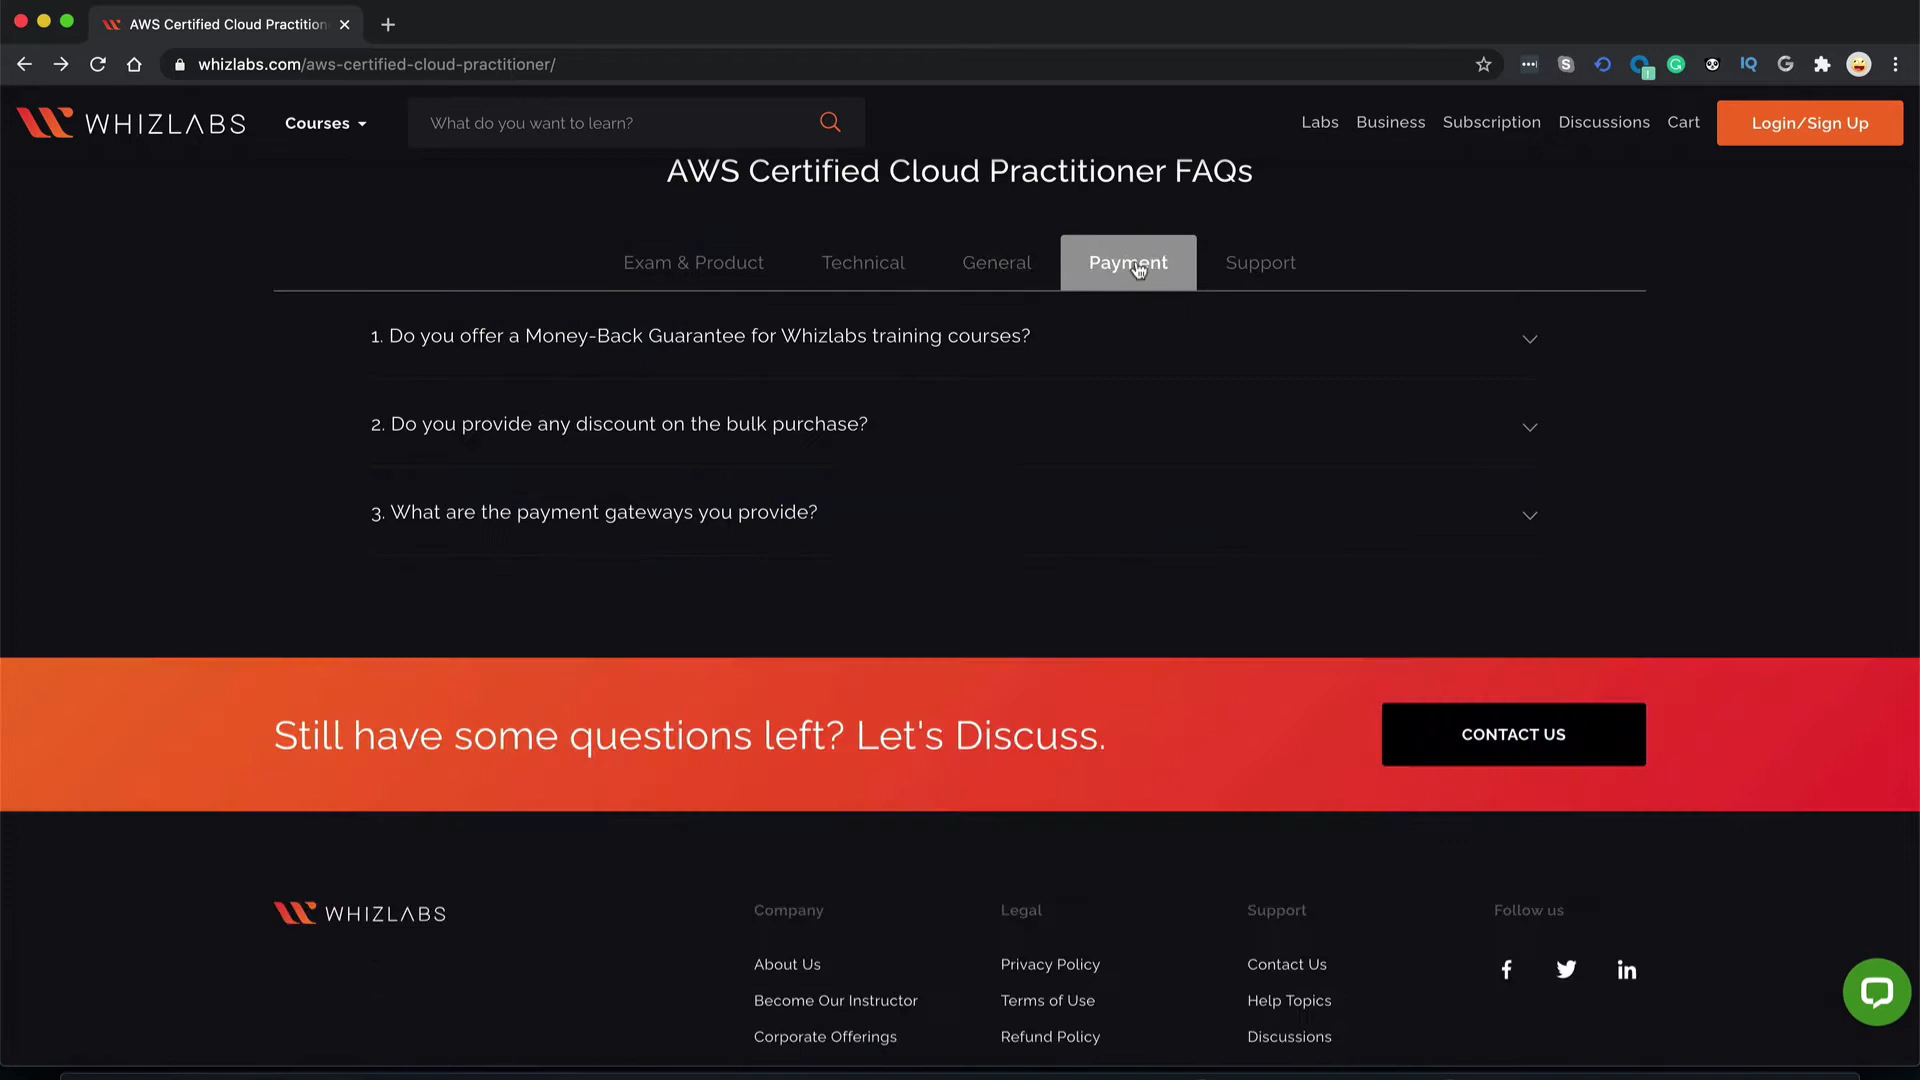 AWS Certified Cloud Practition
whizlabs.com/aws-certified-cloud-practitioner/
WHIZLABS
Courses
What do you want to learn?
Labs
Business
Subscription
Discussions
Cart
Login/Sign Up
AWS Certified Cloud Practitioner FAQs
Exam & Product
Technical
General
Payment
Support
1. Do you offer a Money-Back Guarantee for Whizlabs training courses?
2. Do you provide any discount on the bulk purchase?
3. What are the payment gateways you provide?
Still have some questions left? Let's Discuss.
CONTACT US
WHIZLABS
Company
About Us
Become Our Instructor
Corporate Offerings
Legal
Privacy Policy
Terms of Use
Refund Policy
Support
Contact Us
Help Topics
Discussions
Follow us